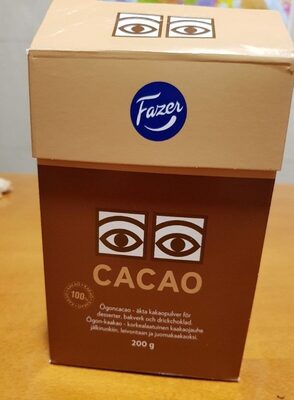 Fazer
CACAO
100%
Ögoncacao - äkta kakaopulver för
desserter, bakverk och drickchoklad.
Ögon-kaakao - korkealaatuinen kaakaojauhe
jälkiruokiin, leivontaan ja juomakaakaoksi.
200 g